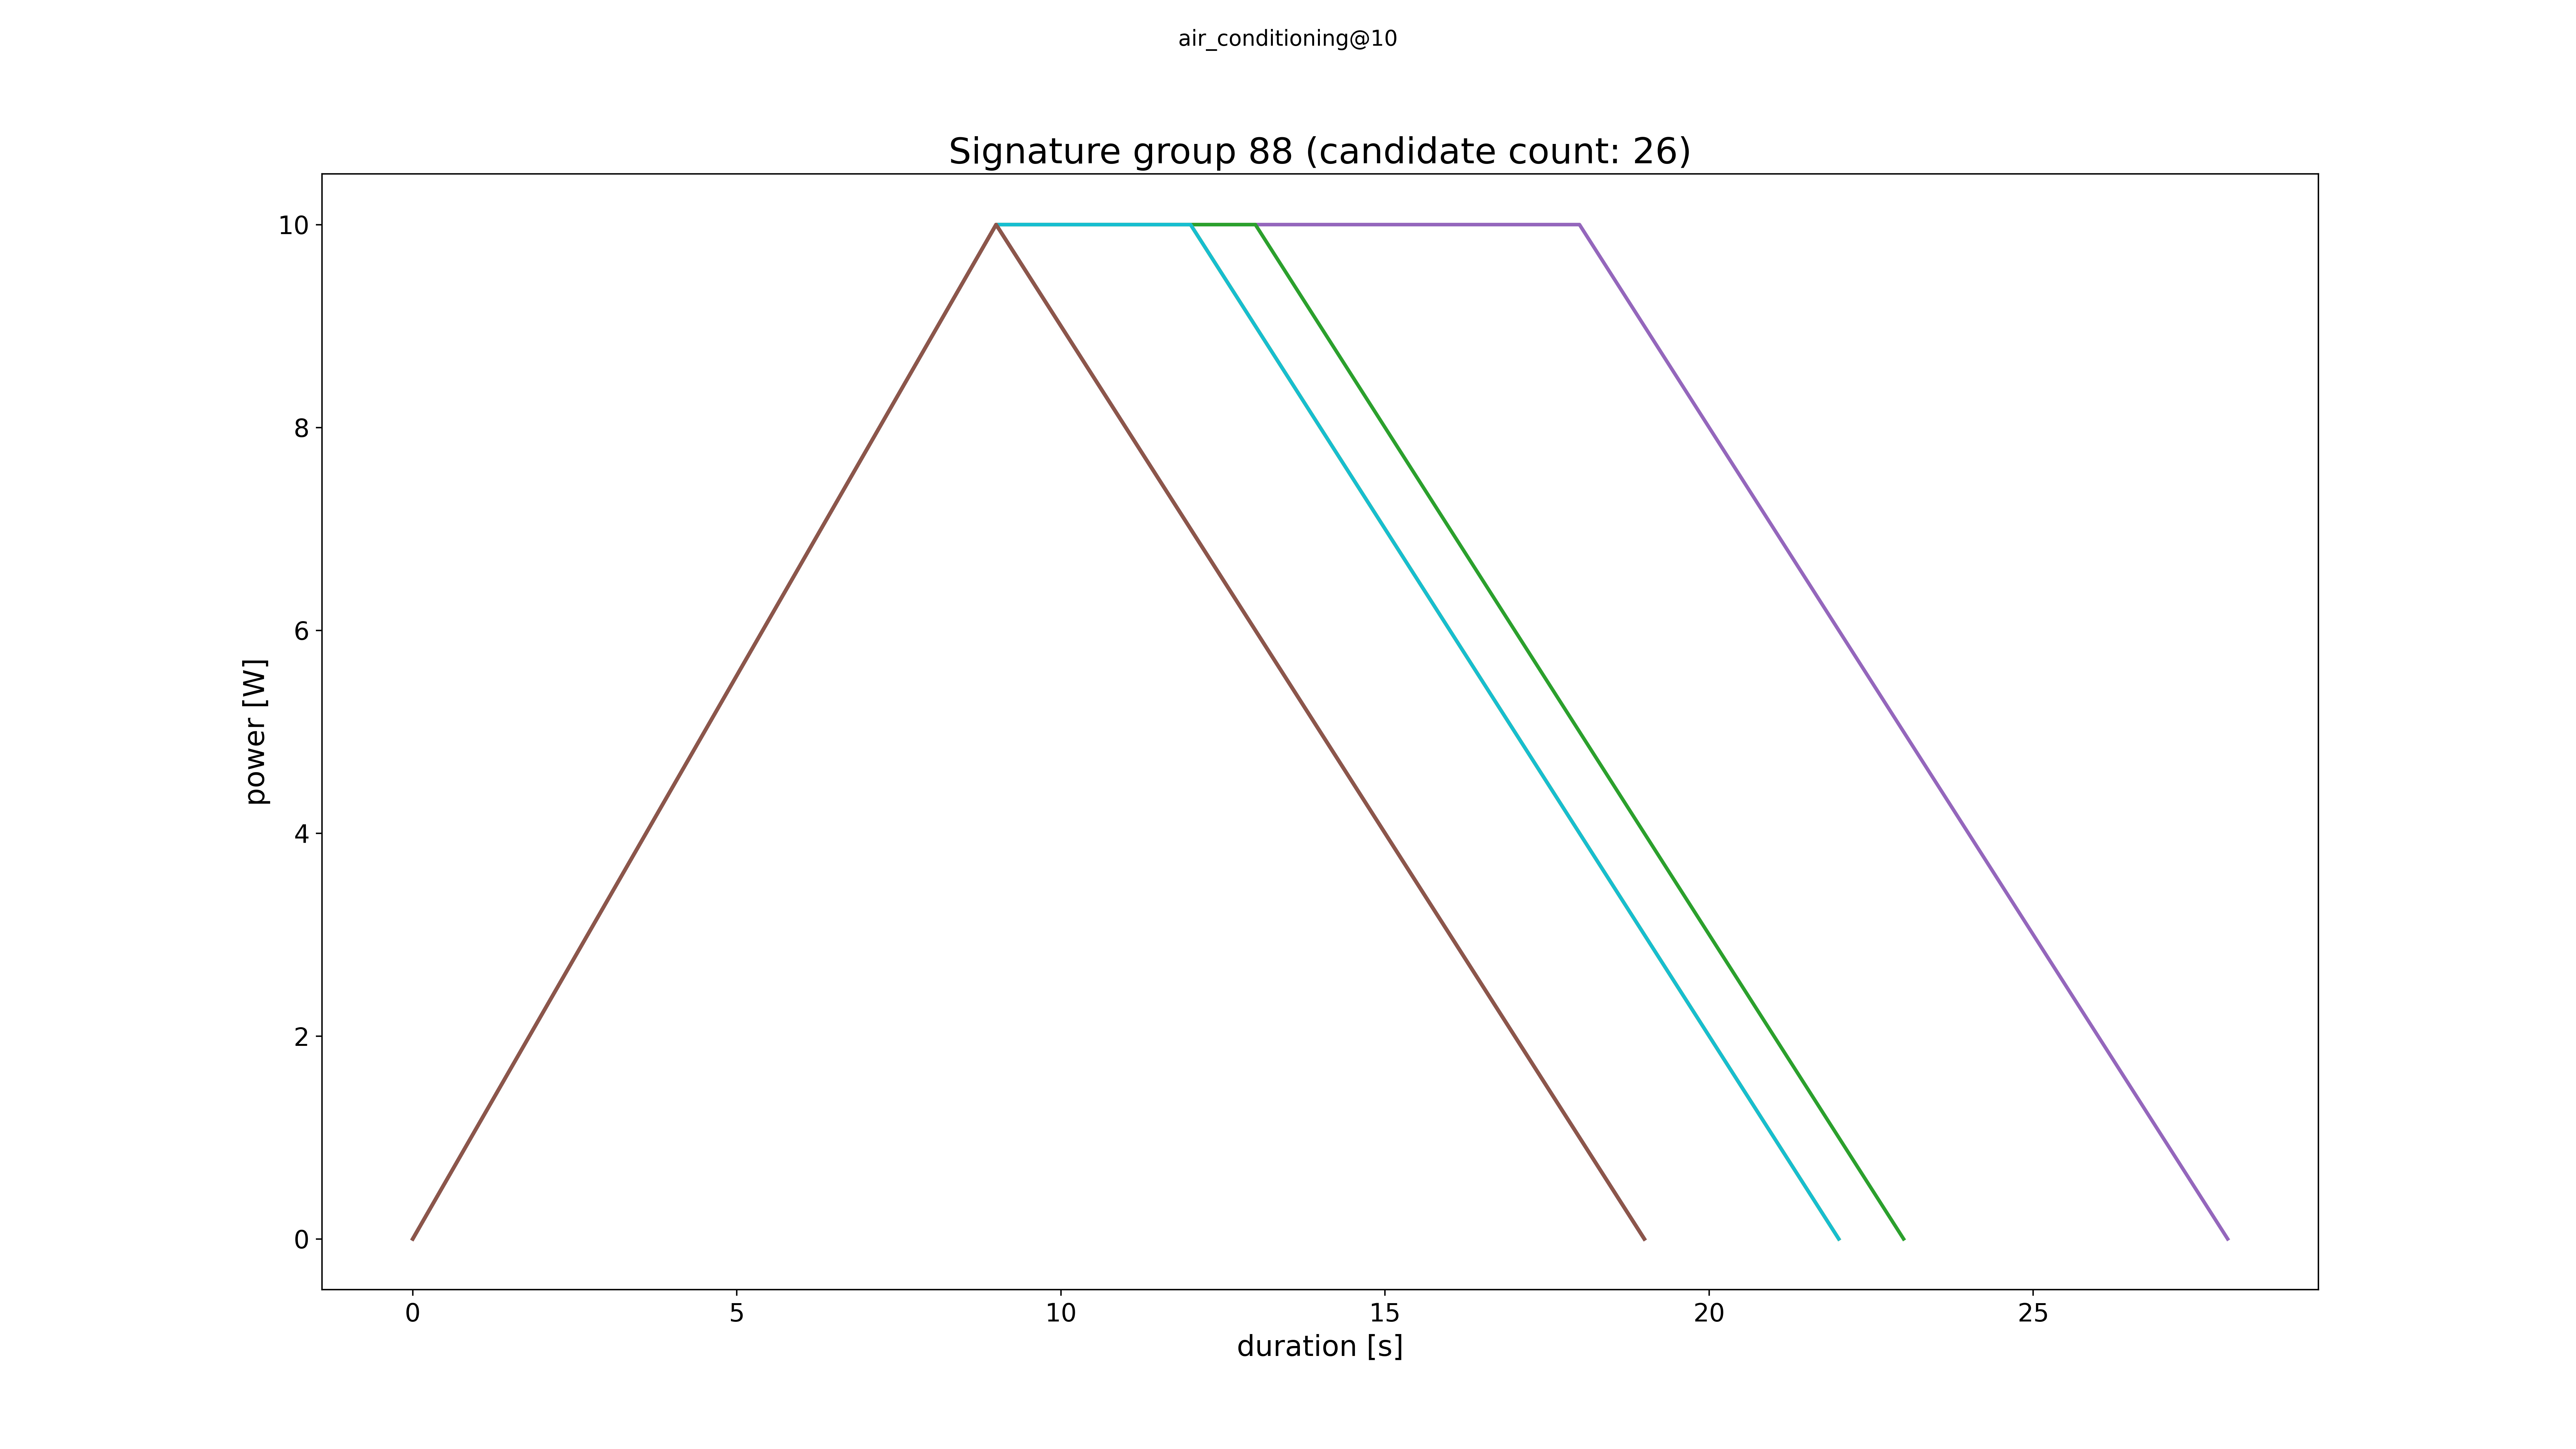 air_conditioning@10
Signature group 88 (candidate count: 26)
10
8
6
4
2
0
power [W]
0 5 10 15 20 25
duration [s]